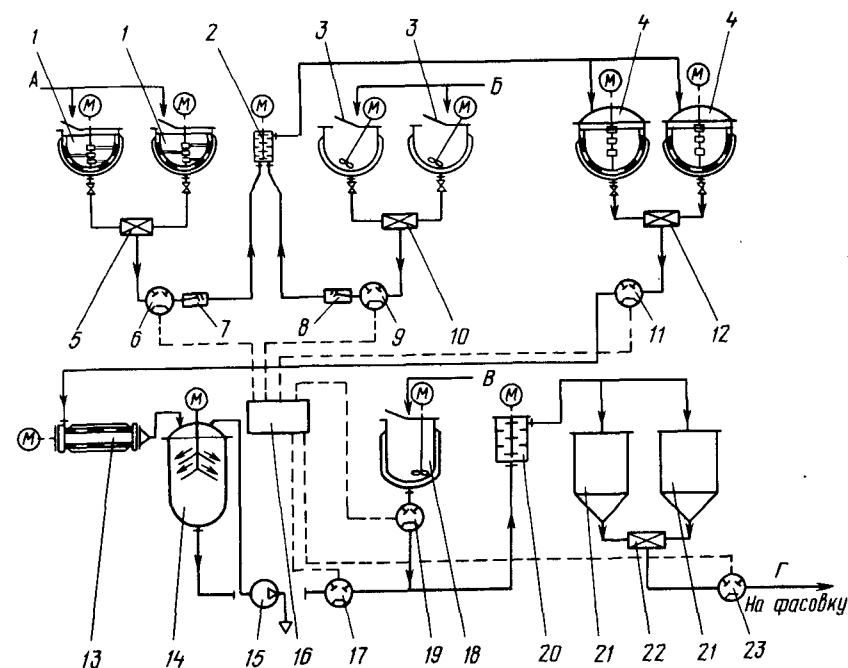 1 1 2 3 3 4 4
А Б
М М М М М М М
5 6 7 8 9 10 11 12
В
М М М М
13 14 15 16 17 19 18 20 21 22 21 23
Г
На фасовку